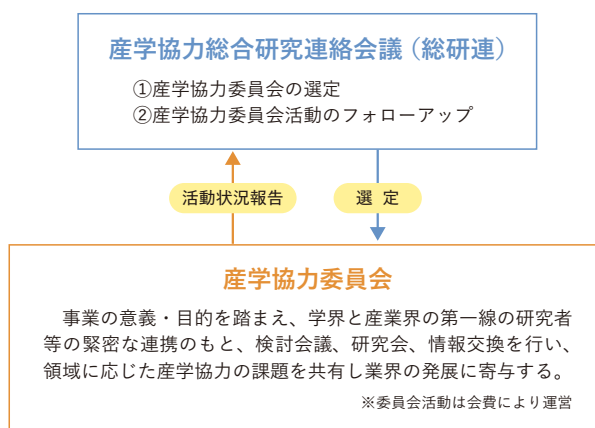 産学協力総合研究連絡会議（総研連）
①産学協力委員会の選定
②産学協力委員会活動のフォローアップ
活動状況報告
選 定
産学協力委員会
事業の意義・目的を踏まえ、学界と産業界の第一線の研究者
等の緊密な連携のもと、検討会議、研究会、情報交換を行い、
領域に応じた産学協力の課題を共有し業界の発展に寄与する。
※委員会活動は会費により運営